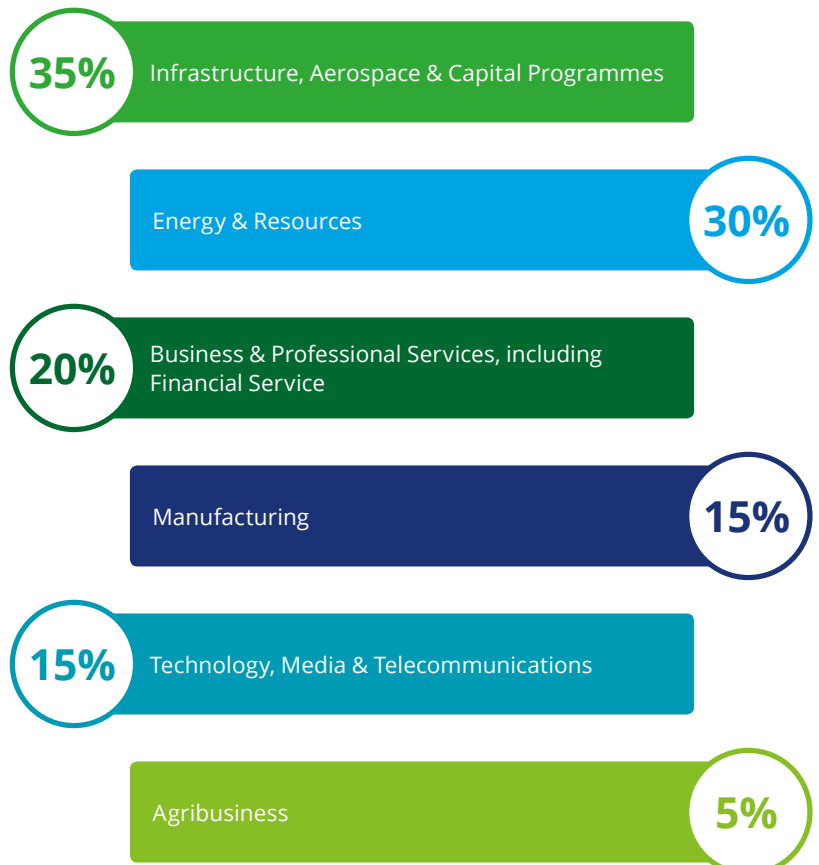 35%
Infrastructure, Aerospace & Capital Programmes
Energy & Resources
30%
20%
Business & Professional Services, including
Financial Service
Manufacturing
15%
15%
Technology, Media & Telecommunications
Agribusiness
5%